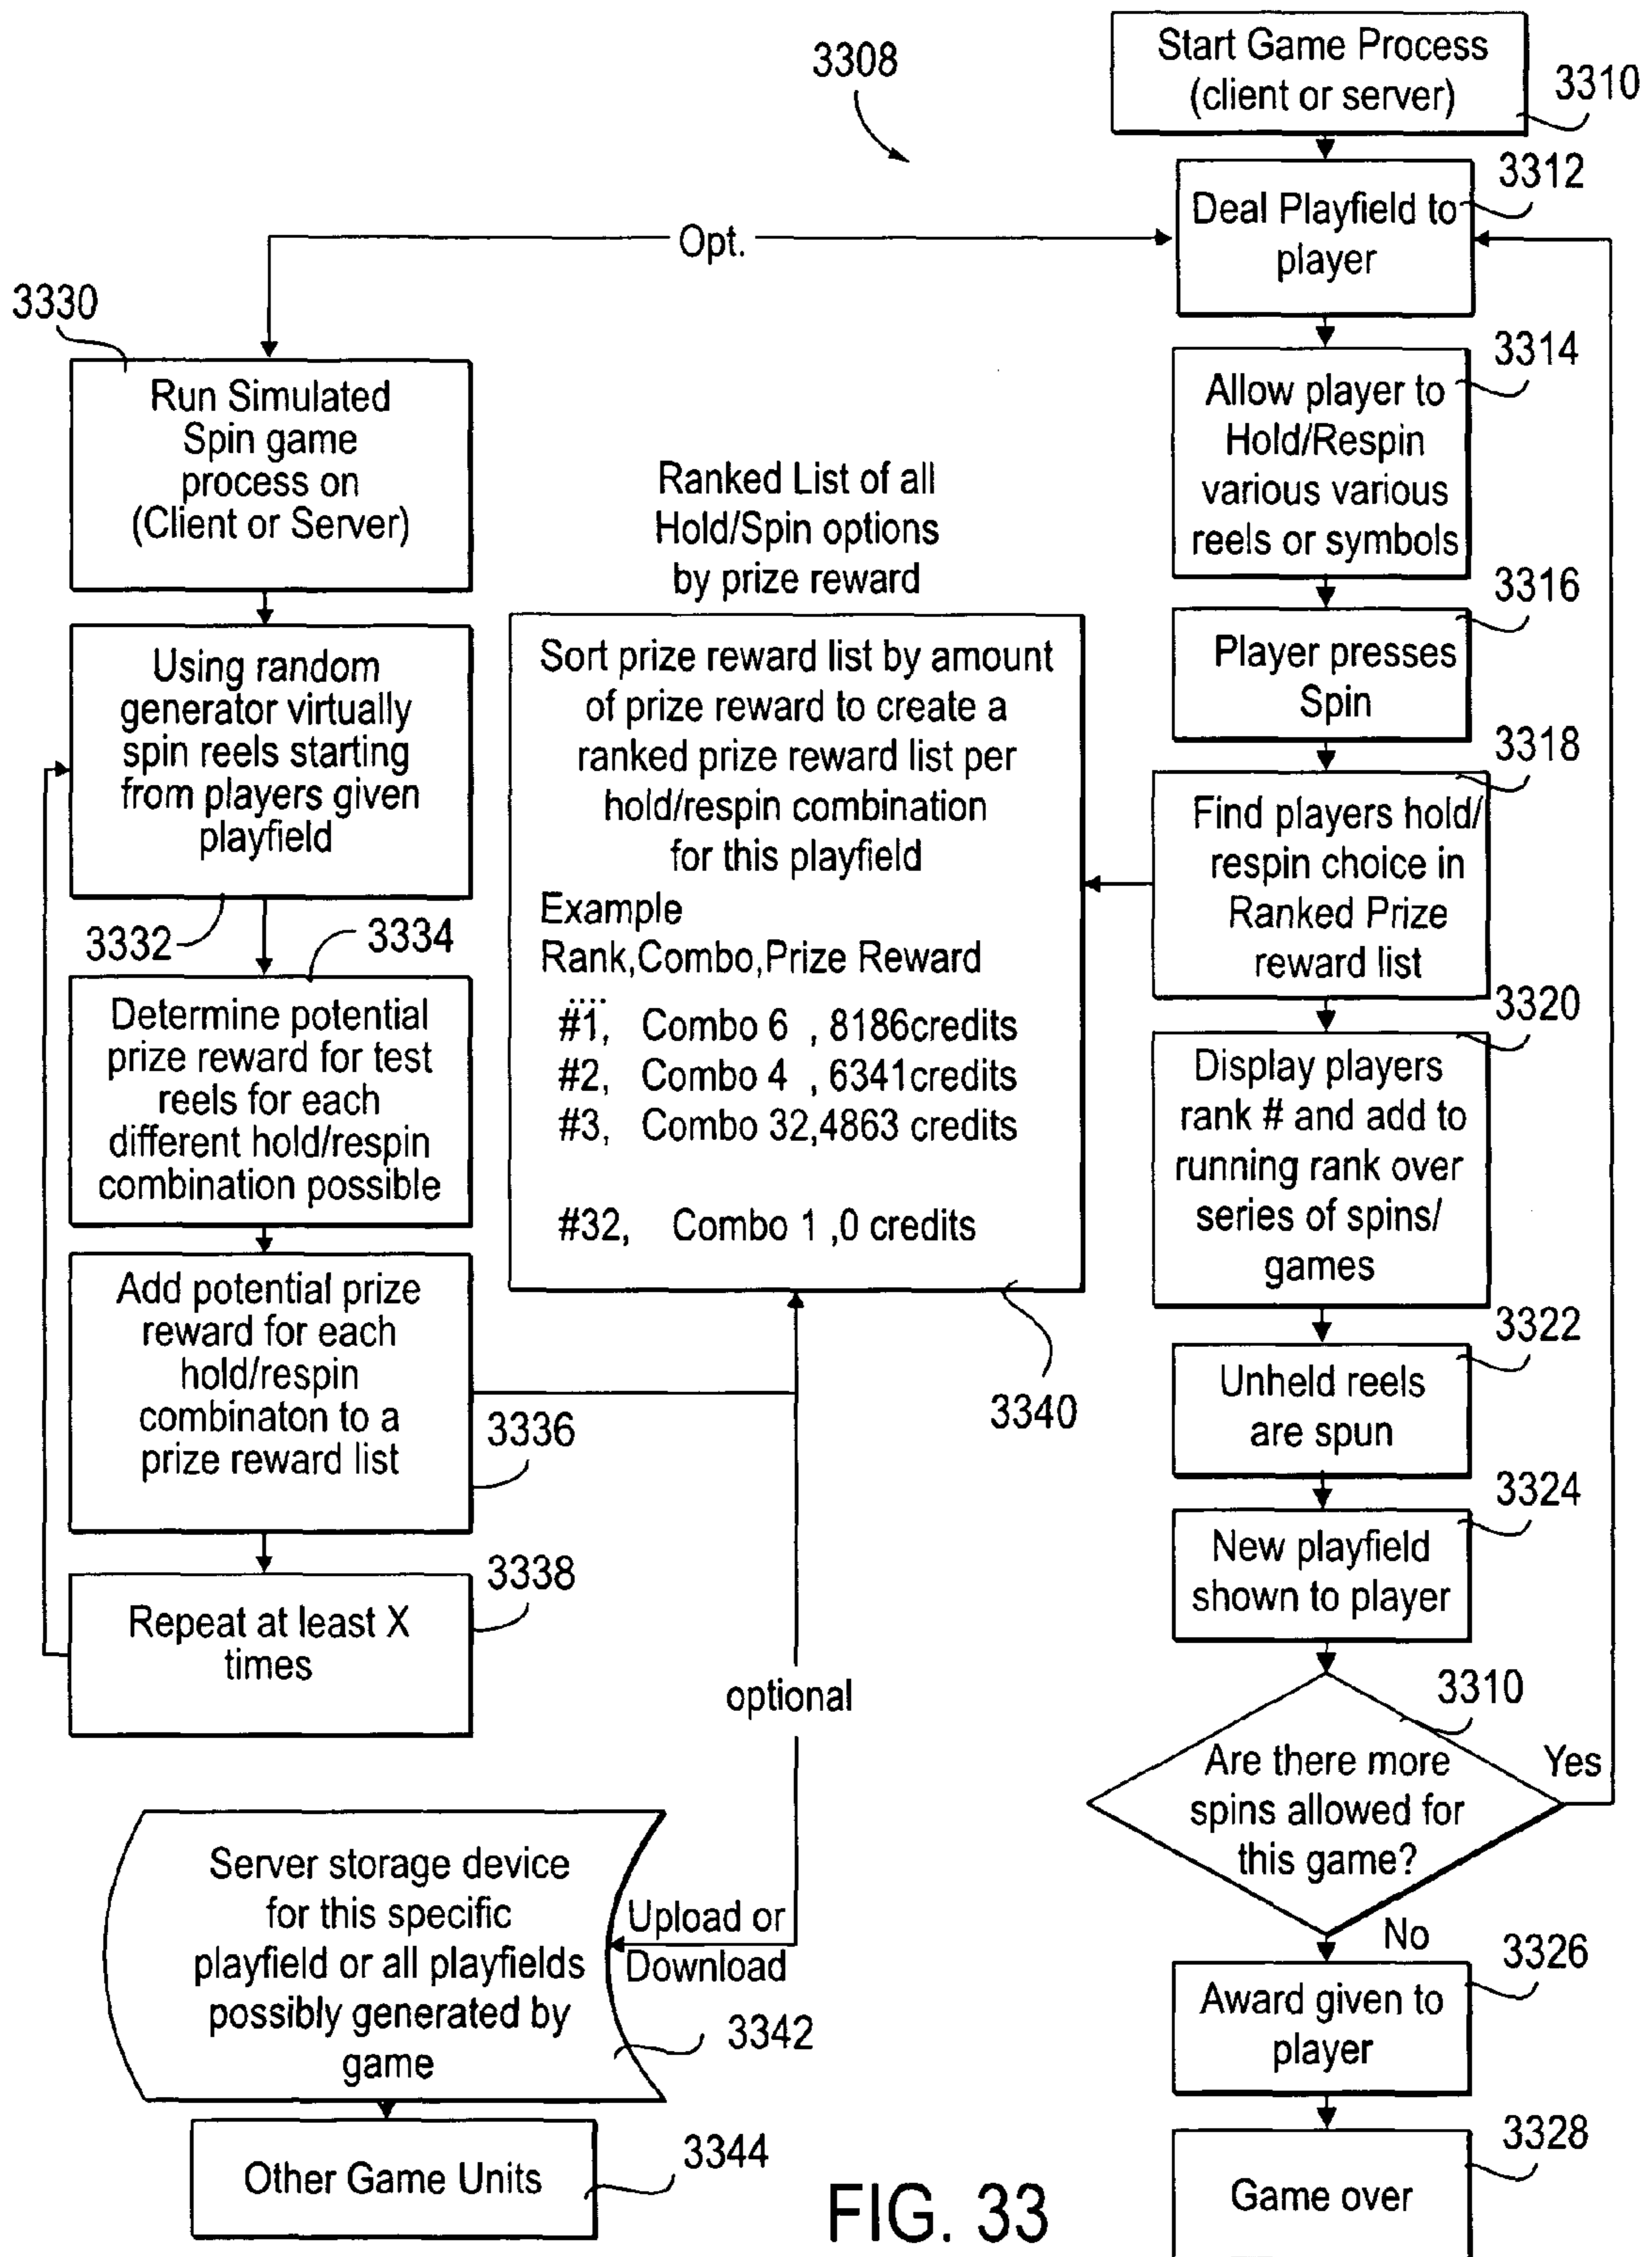 3308
Start Game Process
(client or server)
3310
3312
Deal Playfield to
player
Opt.
3330
Run Simulated
Spin game
process on
(Client or Server)
3314
Allow player to
Hold/Respin
various various
reels or symbols
3316
Player presses
Spin
3318
Find players hold/
respin choice in
Ranked Prize
reward list
3320
Display players
rank # and add to
running rank over
series of spins/
games
3322
Unheld reels
are spun
3324
New playfield
shown to player
3310
Are there more
spins allowed for
this game?
Yes
No
3326
Award given to
player
3328
Game over
Ranked List of all
Hold/Spin options
by prize reward
Sort prize reward list by amount
of prize reward to create a
ranked prize reward list per
hold/respin combination
for this playfield
Example
Rank,Combo,Prize Reward
....
#1, Combo 6 , 8186credits
#2, Combo 4 , 6341credits
#3, Combo 32,4863 credits
#32, Combo 1 ,0 credits
3340
Using random
generator virtually
spin reels starting
from players given
playfield
3332
3334
Determine potential
prize reward for test
reels for each
different hold/respin
combination possible
Add potential prize
reward for each
hold/respin
combinaton to a
prize reward list
3336
3338
Repeat at least X
times
optional
Server storage device
for this specific
playfield or all playfields
possibly generated by
game
Upload or
Download
3342
Other Game Units
3344
FIG. 33